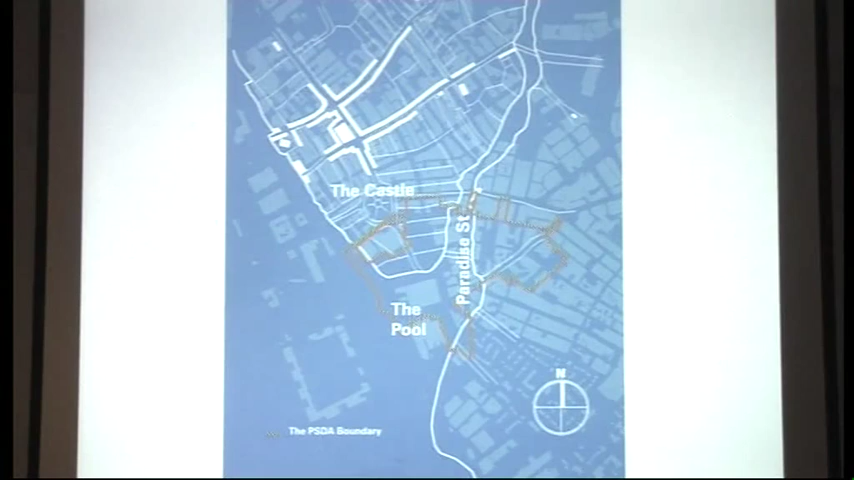 The Castle
Paradise St.
The
Pool
N
The PSDA Boundary